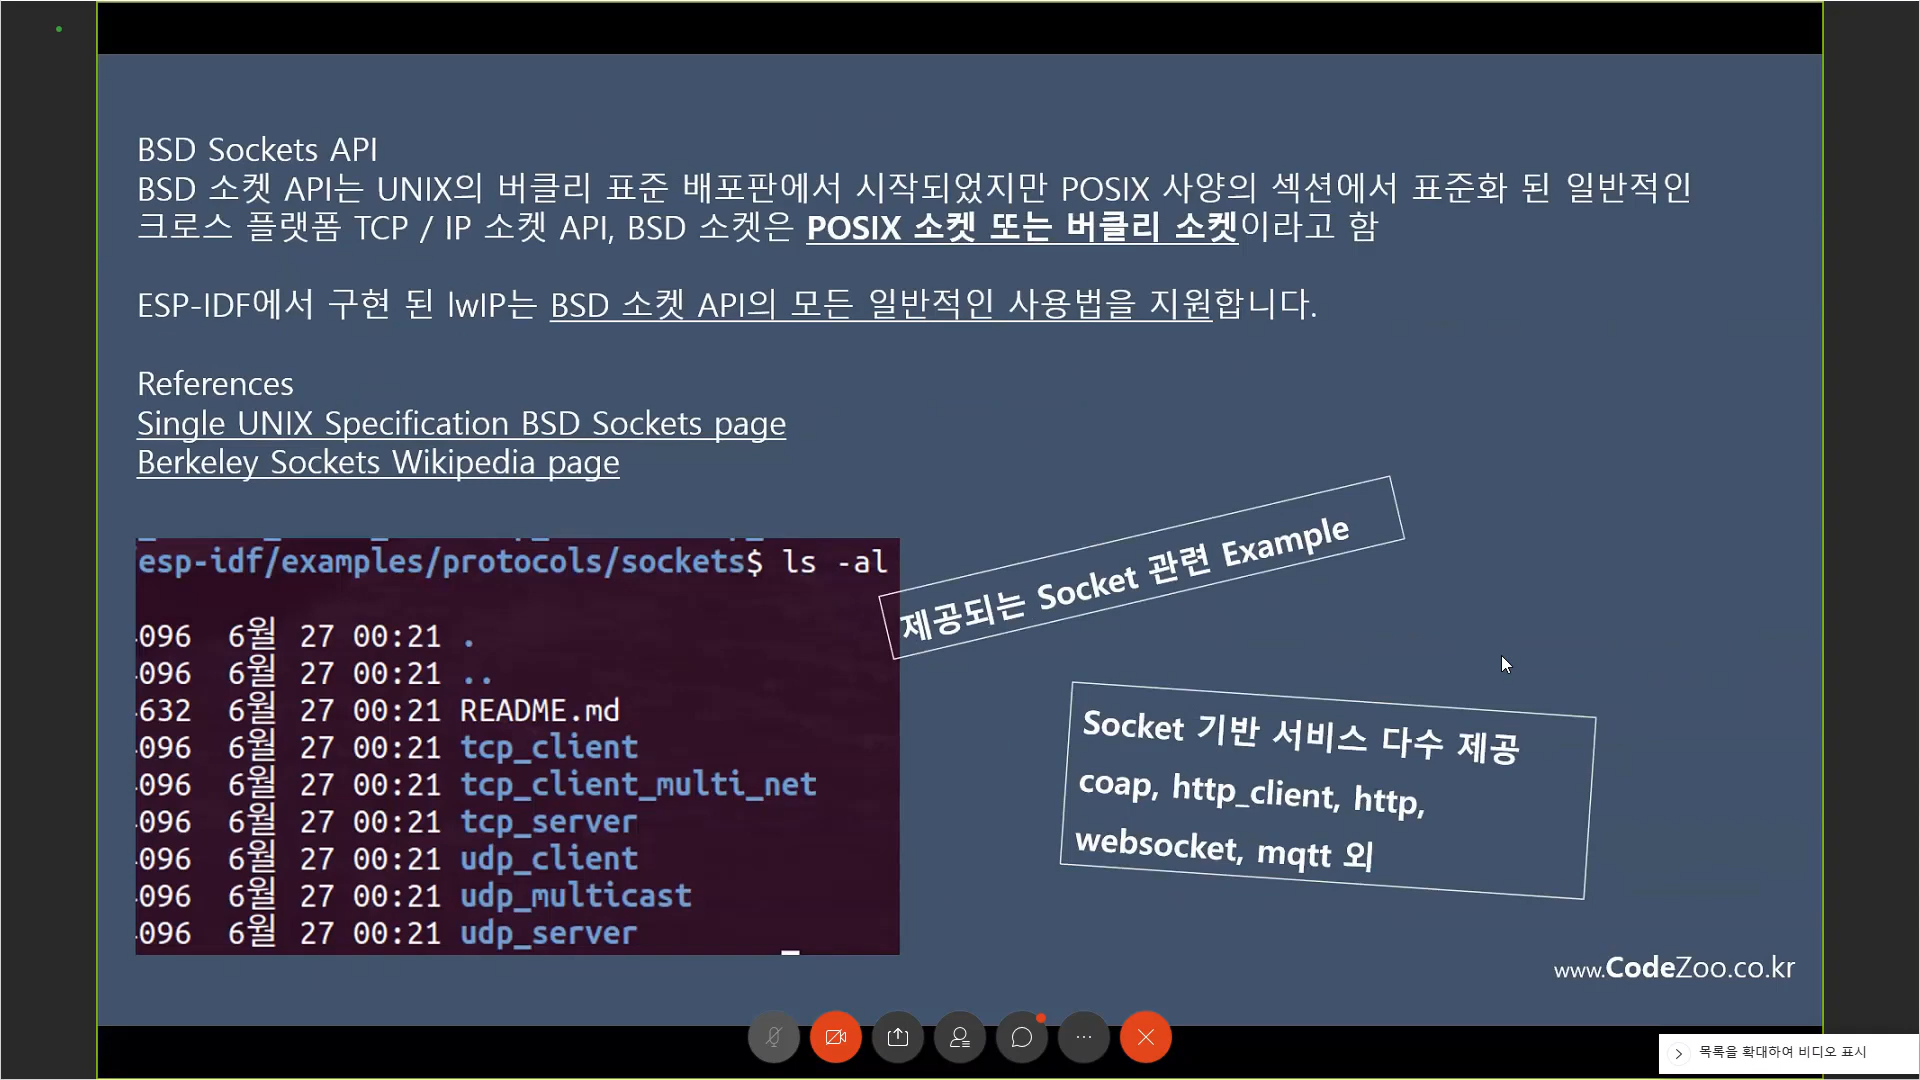 BSD Sockets API
BSD 소켓 API는 UNIX의 버클리 표준 배포판에서 시작되었지만 POSIX 사양의 섹션에서 표준화 된 일반적인
크로스 플랫폼 TCP / IP 소켓 API, BSD 소켓은 POSIX 소켓 또는 버클리 소켓이라고 함
ESP-IDF에서 구현 된 lwIP는 BSD 소켓 API의 모든 일반적인 사용법을 지원합니다.
References
Single UNIX Specification BSD Sockets page
Berkeley Sockets Wikipedia page
esp-idf/examples/protocols/sockets$ ls -al
096 6월 27 00:21 .
096 6월 27 00:21 ..
632 6월 27 00:21 README.md
096 6월 27 00:21 tcp_client
096 6월 27 00:21 tcp_client_multi_net
096 6월 27 00:21 tcp_server
096 6월 27 00:21 udp_client
096 6월 27 00:21 udp_multicast
096 6월 27 00:21 udp_server
제공되는 Socket 관련 Example
Socket 기반 서비스 다수 제공
coap, http_client, http,
websocket, mqtt 외
www.CodeZoo.co.kr
목록을 확대하여 비디오 표시